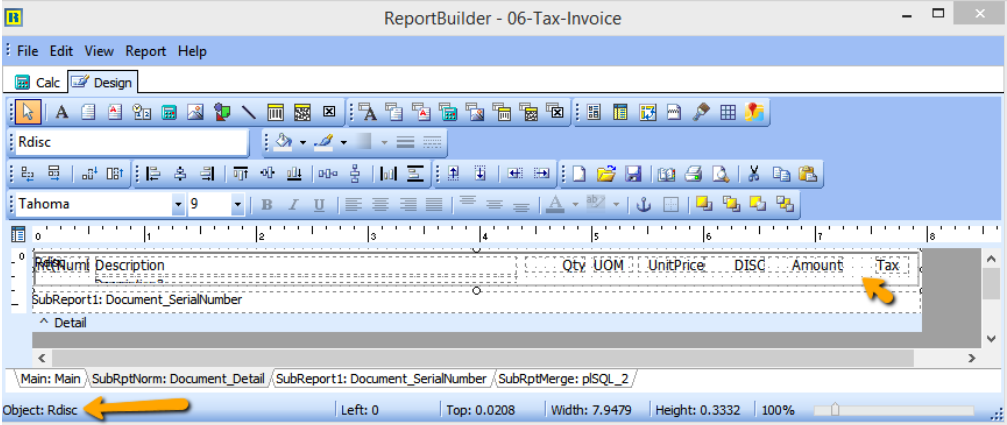 ReportBuilder - 06-Tax-Invoice
File Edit View Report Help
Calc Design
Rdisc
Tahoma 9 B I U
0 1 2 3 4 5 6 7 8
0
Description Qty UOM UnitPrice DISC Amount Tax
SubReport1: Document_SerialNumber
^ Detail
Main: Main SubRptNorm: Document_Detail SubReport1: Document_SerialNumber SubRptMerge: plSQL_2
Object: Rdisc Left: 0 Top: 0.0208 Width: 7.9479 Height: 0.3332 100%